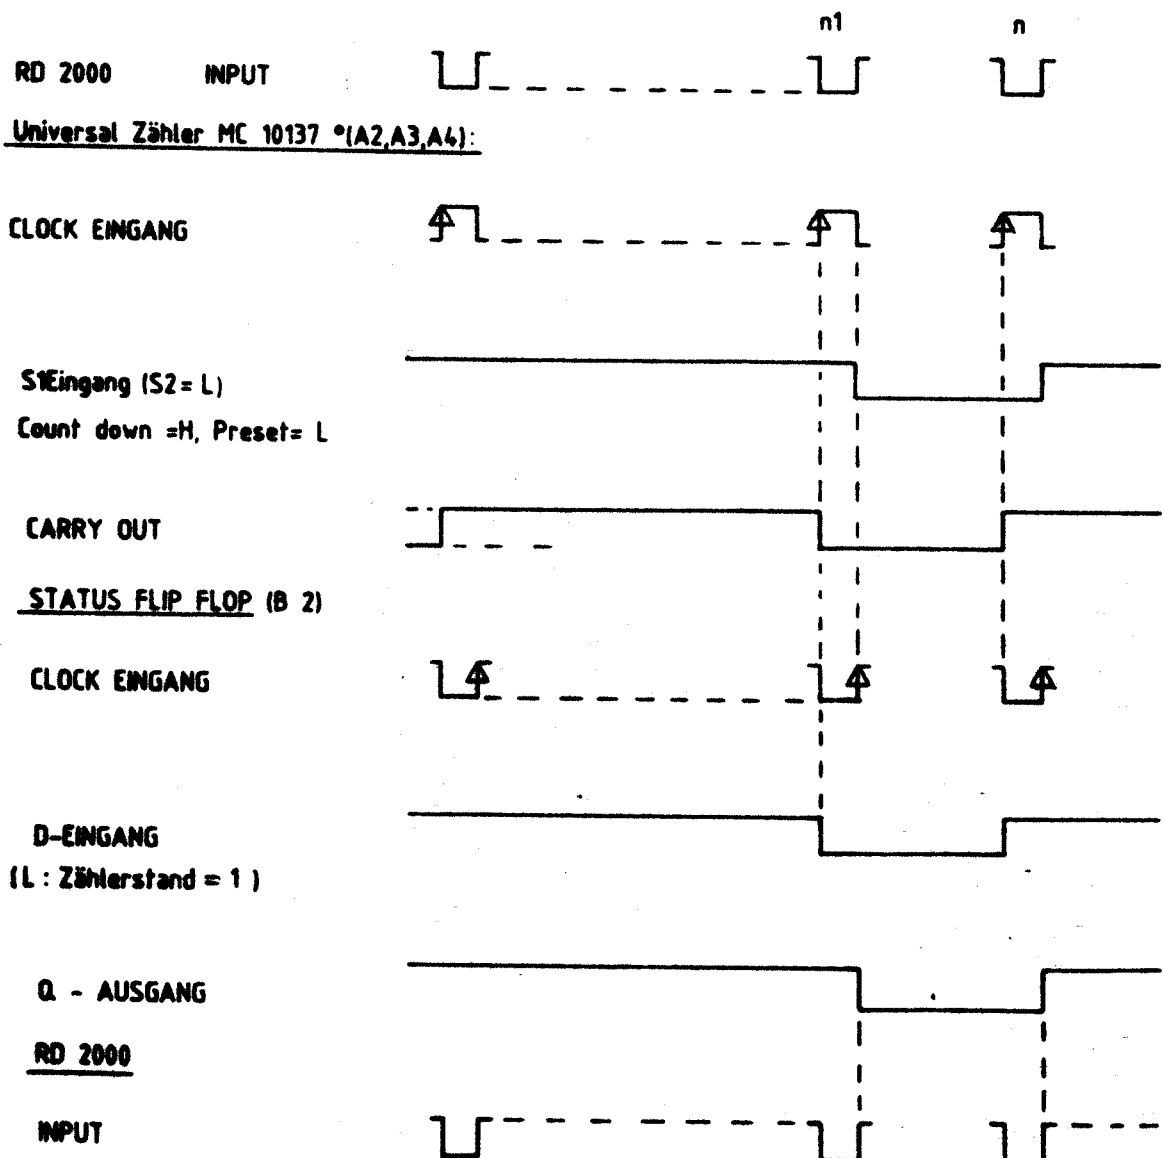 n1 n
RD 2000 INPUT
Universal Zähler MC 10137 °(A2,A3,A4):
CLOCK EINGANG
S1Eingang (S2= L)
Count down =H, Preset= L
CARRY OUT
STATUS FLIP FLOP (B 2)
CLOCK EINGANG
D-EINGANG
(L : Zählerstand = 1 )
Q - AUSGANG
RD 2000
INPUT